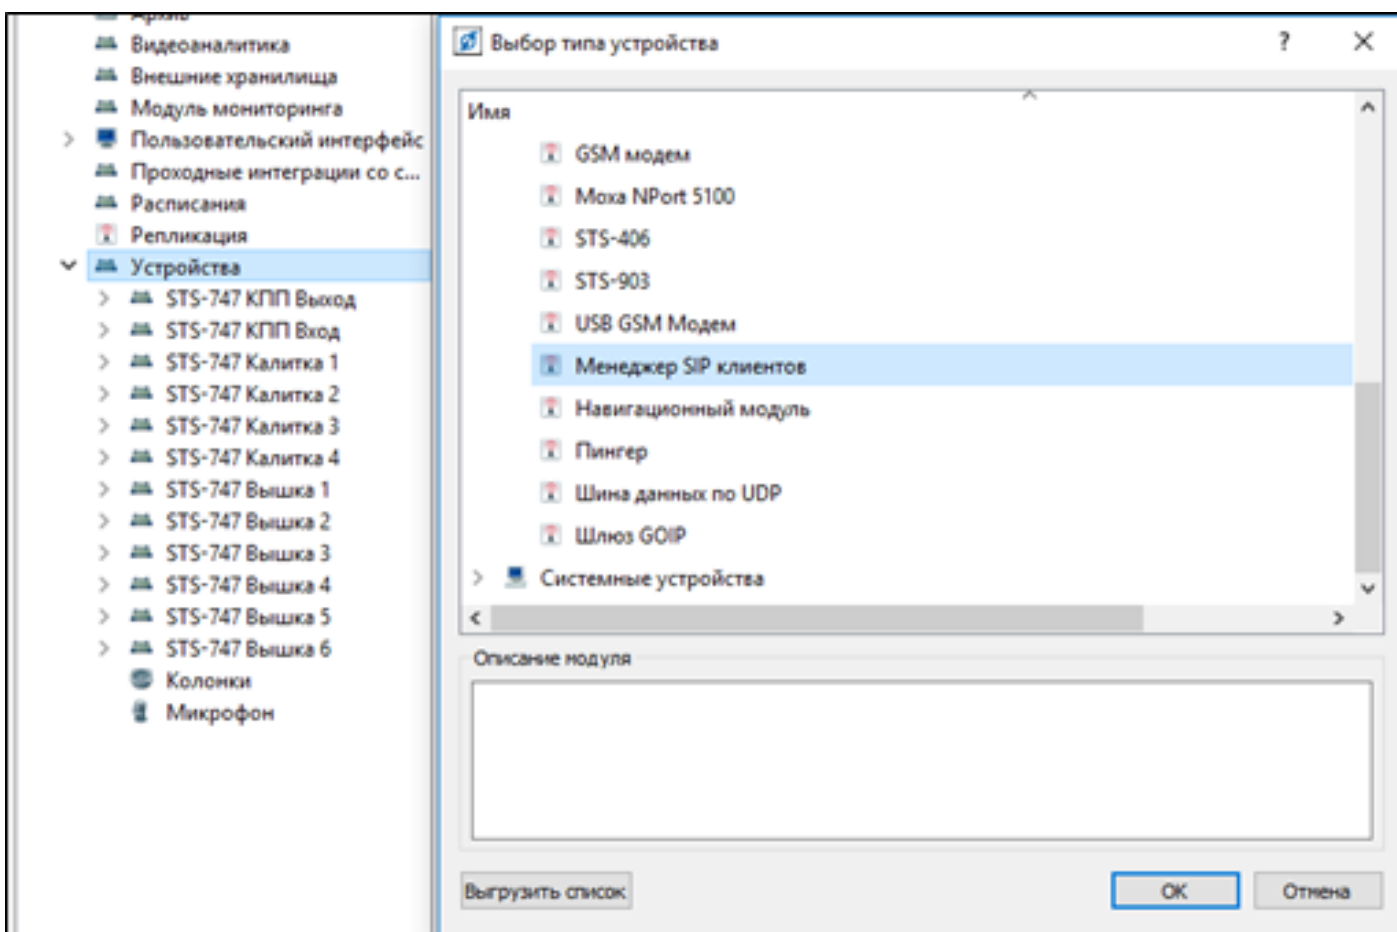 Архив
Видеоаналитика
Внешние хранилища
Модуль мониторинга
Пользовательский интерфейс
Проходные интеграции со с...
Расписания
Репликация
Устройства
STS-747 КПП Выход
STS-747 КПП Вход
STS-747 Калитка 1
STS-747 Калитка 2
STS-747 Калитка 3
STS-747 Калитка 4
STS-747 Вышка 1
STS-747 Вышка 2
STS-747 Вышка 3
STS-747 Вышка 4
STS-747 Вышка 5
STS-747 Вышка 6
Колонки
Микрофон
Выбор типа устройства
?
Имя
GSM модем
Moxa NPort 5100
STS-406
STS-903
USB GSM Модем
Менеджер SIP клиентов
Навигационный модуль
Пингер
Шина данных по UDP
Шлюз GOIP
Системные устройства
Описание модуля
Выгрузить список
OK
Отмена